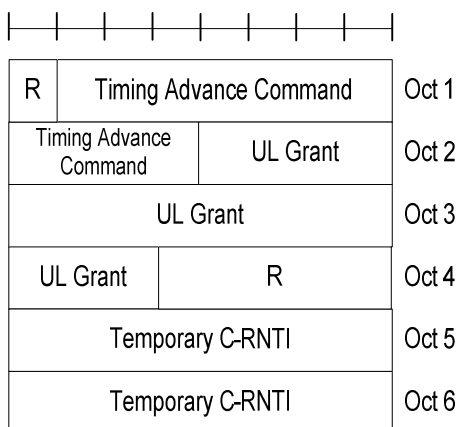 R Timing Advance Command Oct 1
Timing Advance
Command UL Grant Oct 2
UL Grant Oct 3
UL Grant R Oct 4
Temporary C-RNTI Oct 5
Temporary C-RNTI Oct 6